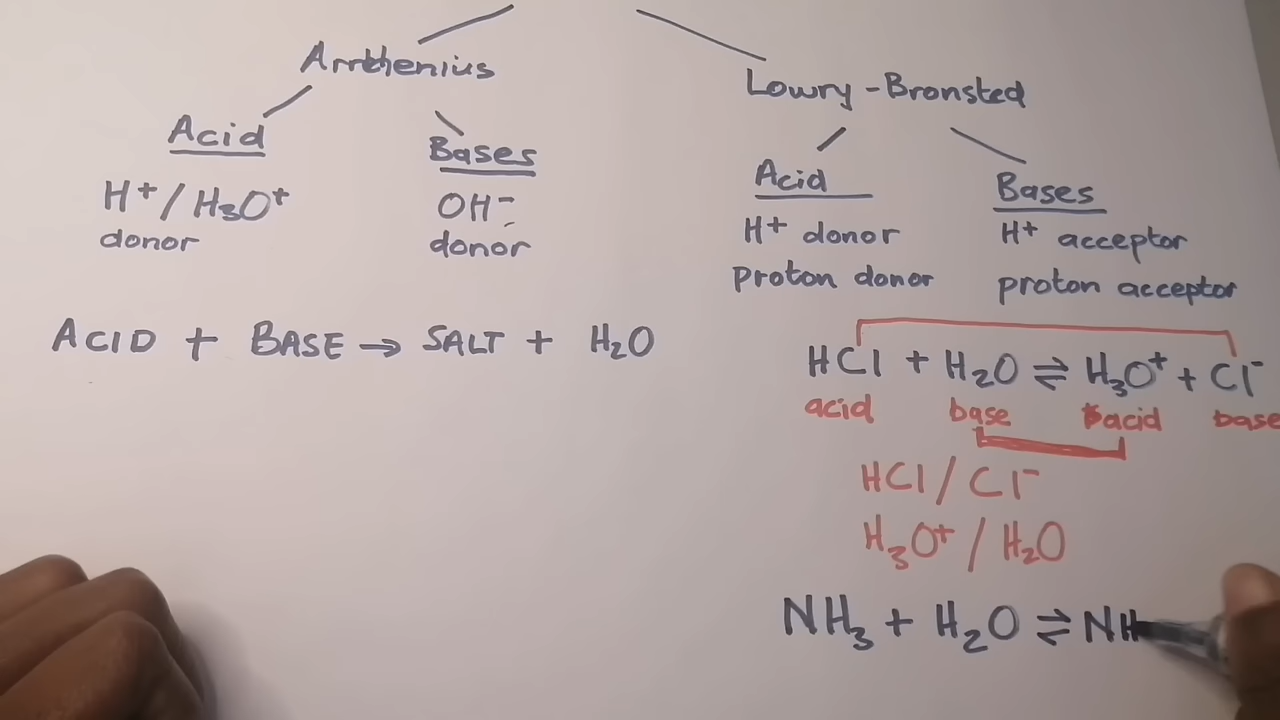 Arrhenius
Acid
H⁺ / H₃O⁺
donor
Bases
OH⁻
donor
ACID + BASE → SALT + H₂O
Lowry - Bronsted
Acid
H⁺ donor
proton donor
Bases
H⁺ acceptor
proton acceptor
HCl + H₂O ⇌ H₃O⁺ + Cl⁻
acid base acid base
HCl / Cl⁻
H₃O⁺ / H₂O
NH₃ + H₂O ⇌ NH